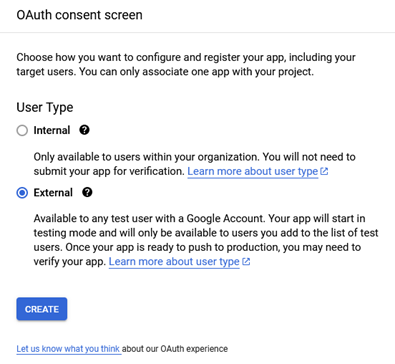 OAuth consent screen
Choose how you want to configure and register your app, including your
target users. You can only associate one app with your project.
User Type
Internal
Only available to users within your organization. You will not need to
submit your app for verification. Learn more about user type
External
Available to any test user with a Google Account. Your app will start in
testing mode and will only be available to users you add to the list of test
users. Once your app is ready to push to production, you may need to
verify your app. Learn more about user type
CREATE
Let us know what you think about our OAuth experience